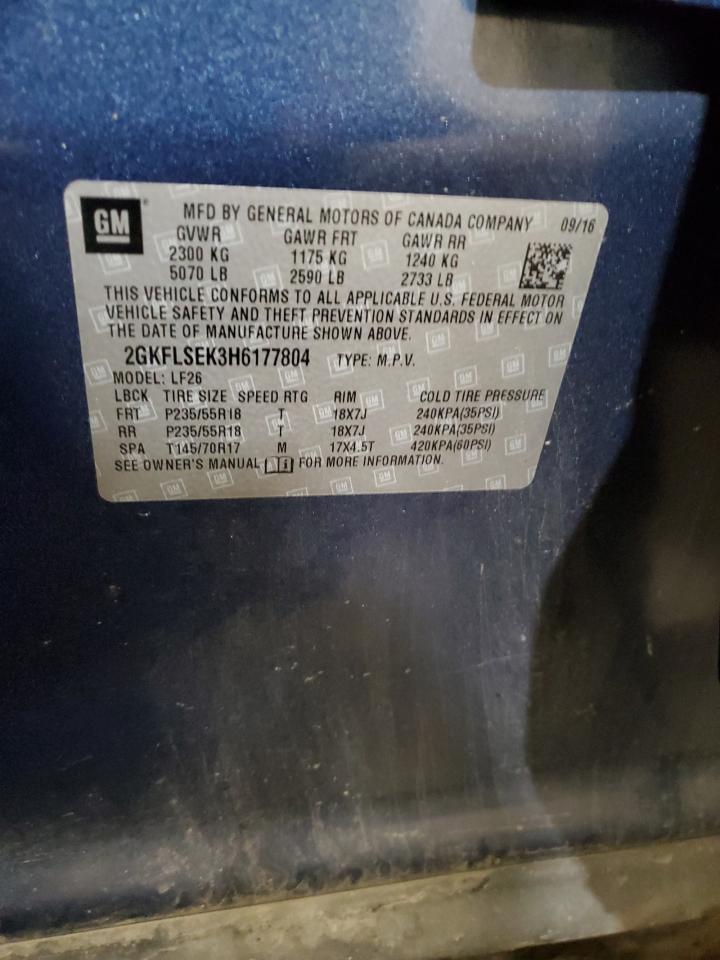 GM MFD BY GENERAL MOTORS OF CANADA COMPANY 09/16
GVWR GAWR FRT GAWR RR
2300 KG 1175 KG 1240 KG
5070 LB 2590 LB 2733 LB
THIS VEHICLE CONFORMS TO ALL APPLICABLE U.S. FEDERAL MOTOR
VEHICLE SAFETY AND THEFT PREVENTION STANDARDS IN EFFECT ON
THE DATE OF MANUFACTURE SHOWN ABOVE.
2GKFLSEK3H6177804 TYPE: M.P.V.
MODEL: LF26
LBCK TIRE SIZE SPEED RTG RIM COLD TIRE PRESSURE
FRT P235/55R18 T 18X7J 240KPA(35PSI)
RR P235/55R18 T 18X7J 240KPA(35PSI)
SPA T145/70R17 M 17X4.5T 420KPA(60PSI)
SEE OWNER'S MANUAL FOR MORE INFORMATION.